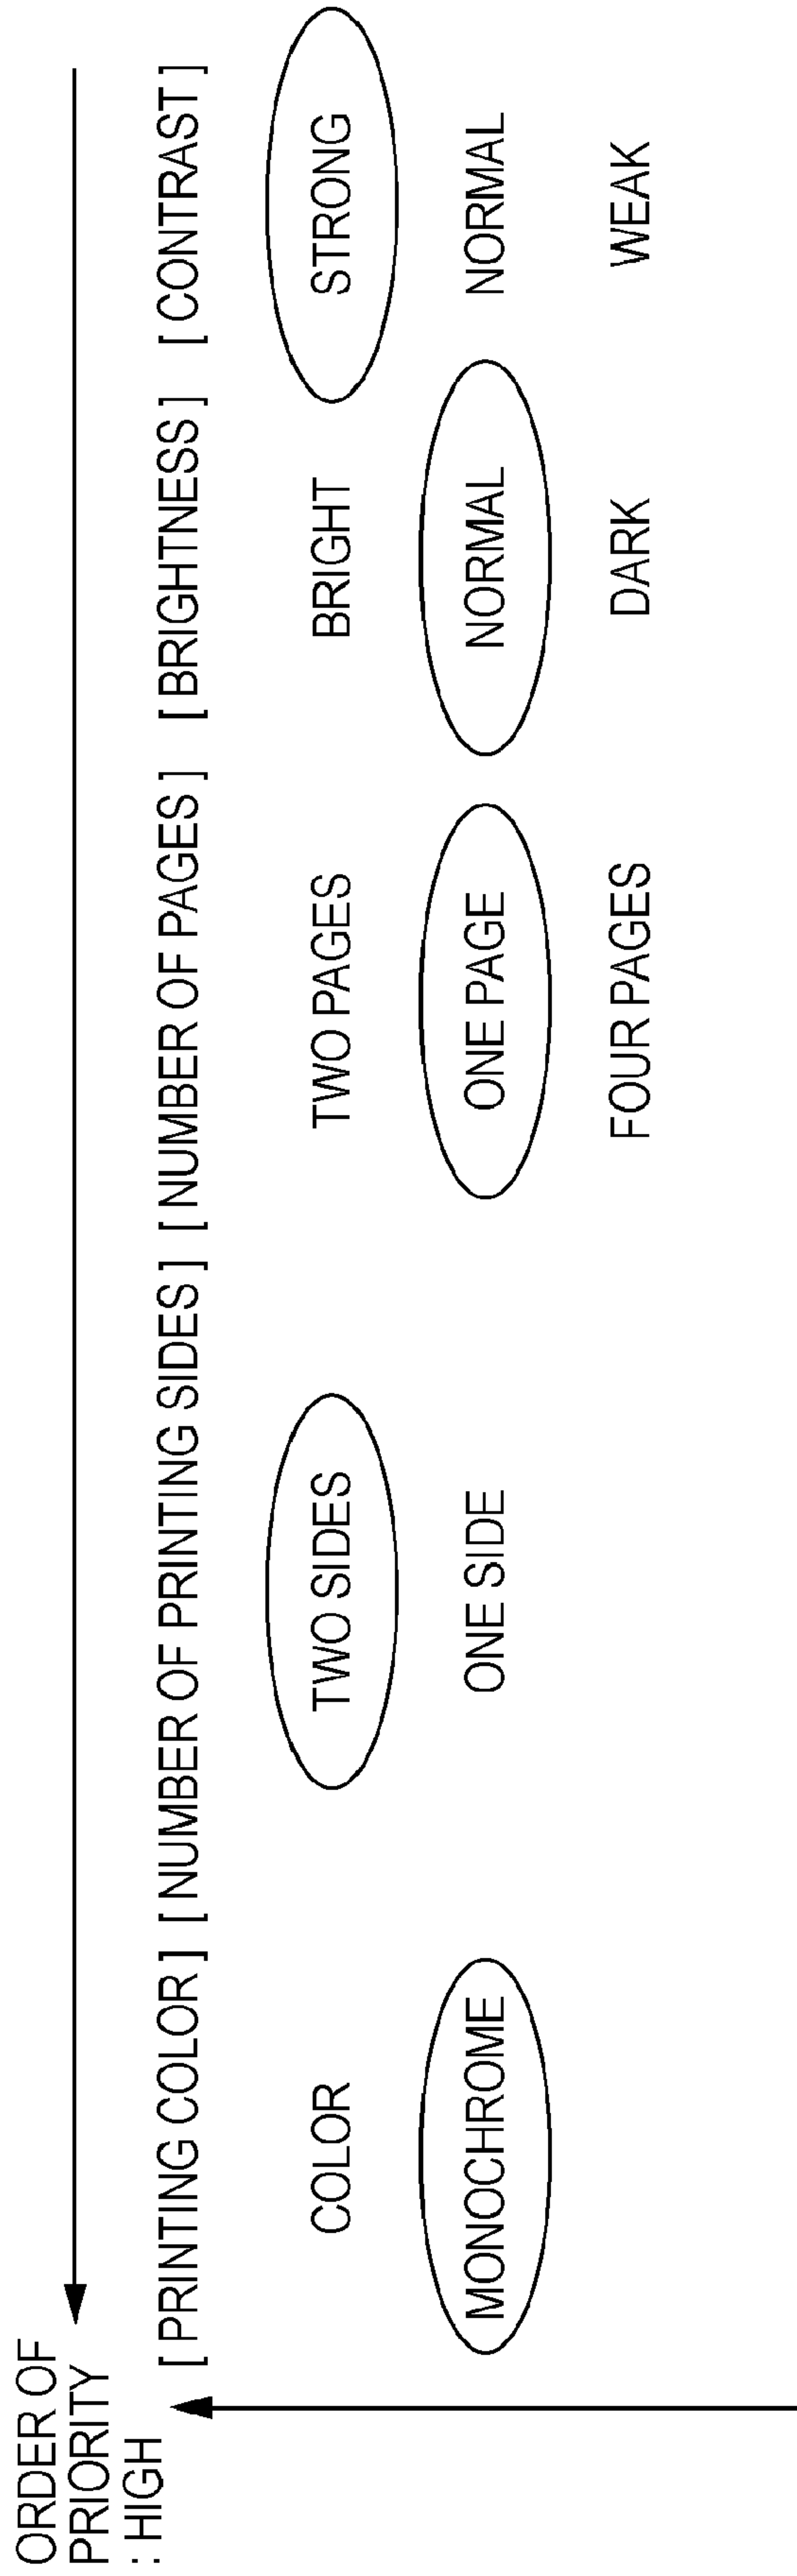 ORDER OF
PRIORITY
: HIGH
[ PRINTING COLOR ] [ NUMBER OF PRINTING SIDES ] [ NUMBER OF PAGES ] [ BRIGHTNESS ] [ CONTRAST ]
COLOR TWO SIDES TWO PAGES BRIGHT STRONG
MONOCHROME ONE SIDE ONE PAGE NORMAL NORMAL
FOUR PAGES DARK WEAK